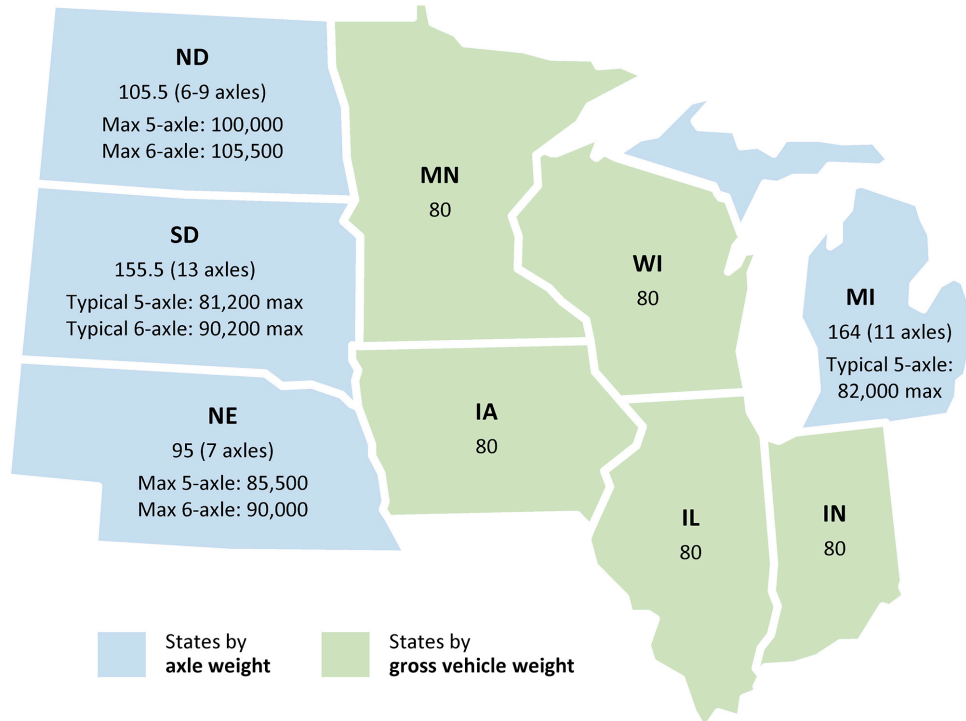 ND
105.5 (6-9 axles)
Max 5-axle: 100,000
Max 6-axle: 105,500
MN
80
SD
155.5 (13 axles)
Typical 5-axle: 81,200 max
Typical 6-axle: 90,200 max
WI
80
MI
164 (11 axles)
Typical 5-axle:
82,000 max
NE
95 (7 axles)
Max 5-axle: 85,500
Max 6-axle: 90,000
IA
80
IL
80
IN
80
States by
axle weight
States by
gross vehicle weight